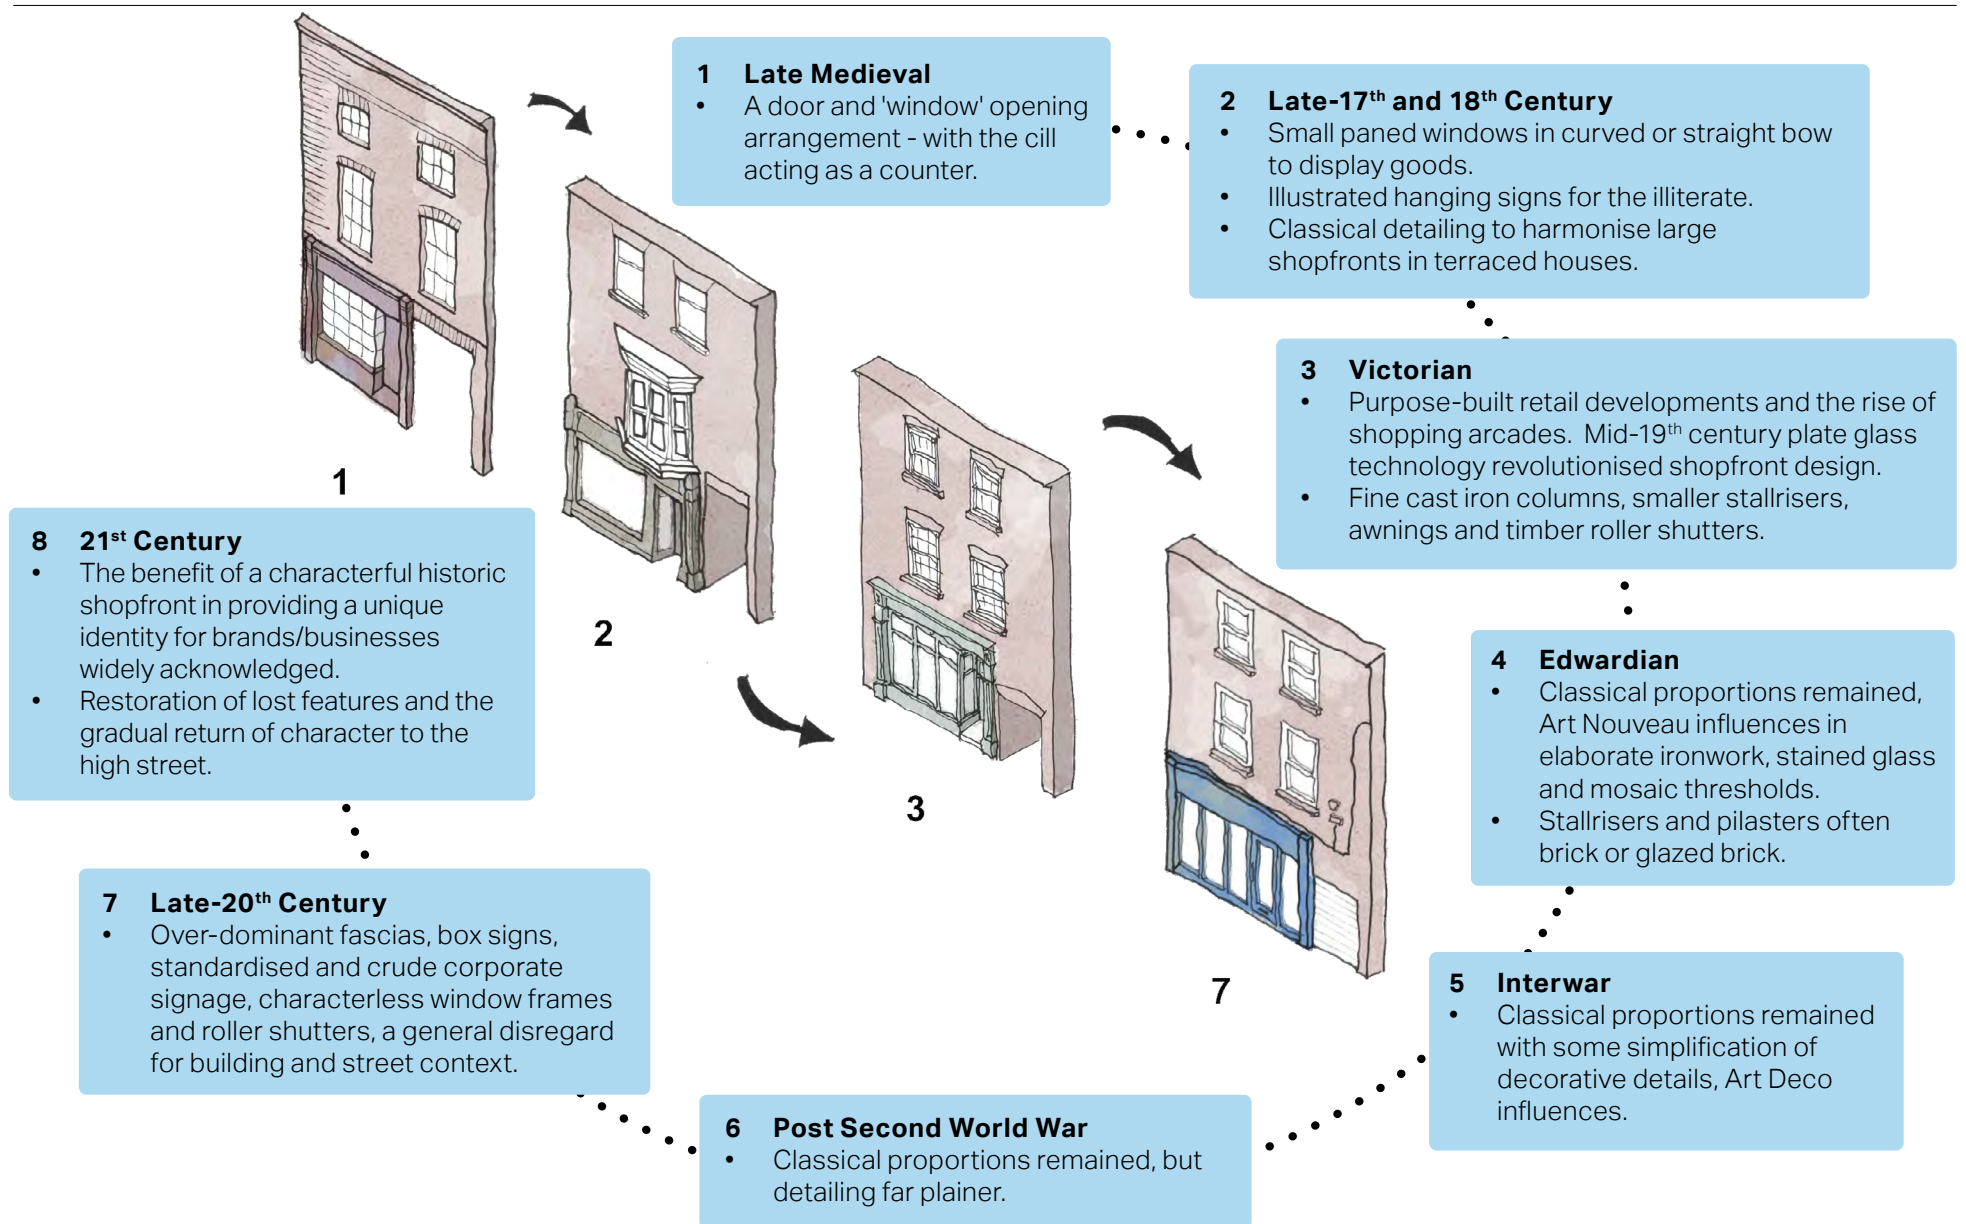 1 Late Medieval
• A door and 'window' opening
arrangement - with the cill
acting as a counter.
2 Late-17th and 18th Century
• Small paned windows in curved or straight bow
to display goods.
• Illustrated hanging signs for the illiterate.
• Classical detailing to harmonise large
shopfronts in terraced houses.
3 Victorian
• Purpose-built retail developments and the rise of
shopping arcades. Mid-19th century plate glass
technology revolutionised shopfront design.
• Fine cast iron columns, smaller stallrisers,
awnings and timber roller shutters.
4 Edwardian
• Classical proportions remained,
Art Nouveau influences in
elaborate ironwork, stained glass
and mosaic thresholds.
• Stallrisers and pilasters often
brick or glazed brick.
5 Interwar
• Classical proportions remained
with some simplification of
decorative details, Art Deco
influences.
6 Post Second World War
• Classical proportions remained, but
detailing far plainer.
7 Late-20th Century
• Over-dominant fascias, box signs,
standardised and crude corporate
signage, characterless window frames
and roller shutters, a general disregard
for building and street context.
8 21st Century
• The benefit of a characterful historic
shopfront in providing a unique
identity for brands/businesses
widely acknowledged.
• Restoration of lost features and the
gradual return of character to the
high street.
1
2
3
7